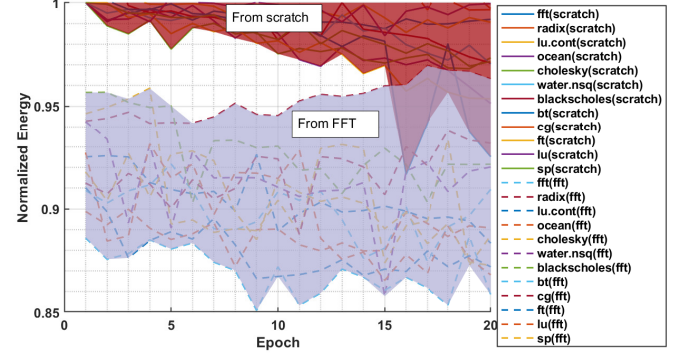 1
0.95
0.9
0.85
Normalized Energy
From scratch
From FFT
0 5 10 15 20
Epoch
fft(scratch)
radix(scratch)
lu.cont(scratch)
ocean(scratch)
cholesky(scratch)
water.nsq(scratch)
blackscholes(scratch)
bt(scratch)
cg(scratch)
ft(scratch)
lu(scratch)
sp(scratch)
fft(fft)
radix(fft)
lu.cont(fft)
ocean(fft)
cholesky(fft)
water.nsq(fft)
blackscholes(fft)
bt(fft)
cg(fft)
ft(fft)
lu(fft)
sp(fft)